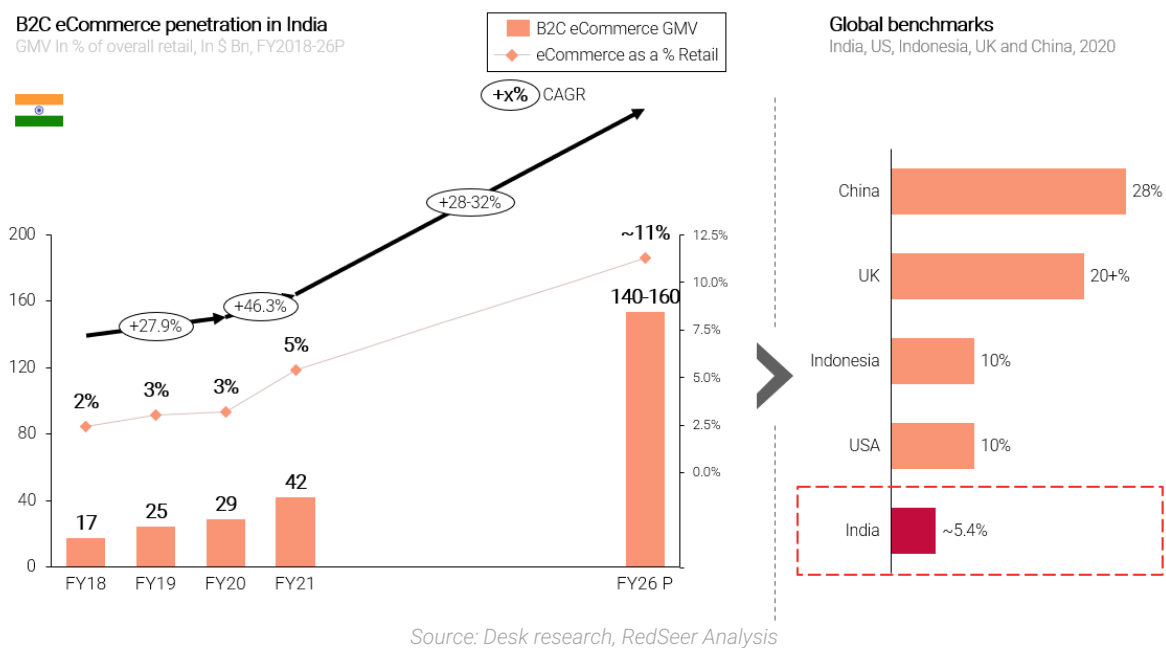 B2C eCommerce penetration in India
GMV In % of overall retail, In $ Bn, FY2018-26P
B2C eCommerce GMV
eCommerce as a % Retail
+x% CAGR
+28-32%
+46.3%
+27.9%
200
160
120
80
40
0
12.5%
10.0%
7.5%
5.0%
2.5%
0.0%
2%
3%
3%
5%
~11%
17
25
29
42
140-160
FY18
FY19
FY20
FY21
FY26 P
Global benchmarks
India, US, Indonesia, UK and China, 2020
China 28%
UK 20+%
Indonesia 10%
USA 10%
India ~5.4%
Source: Desk research, RedSeer Analysis